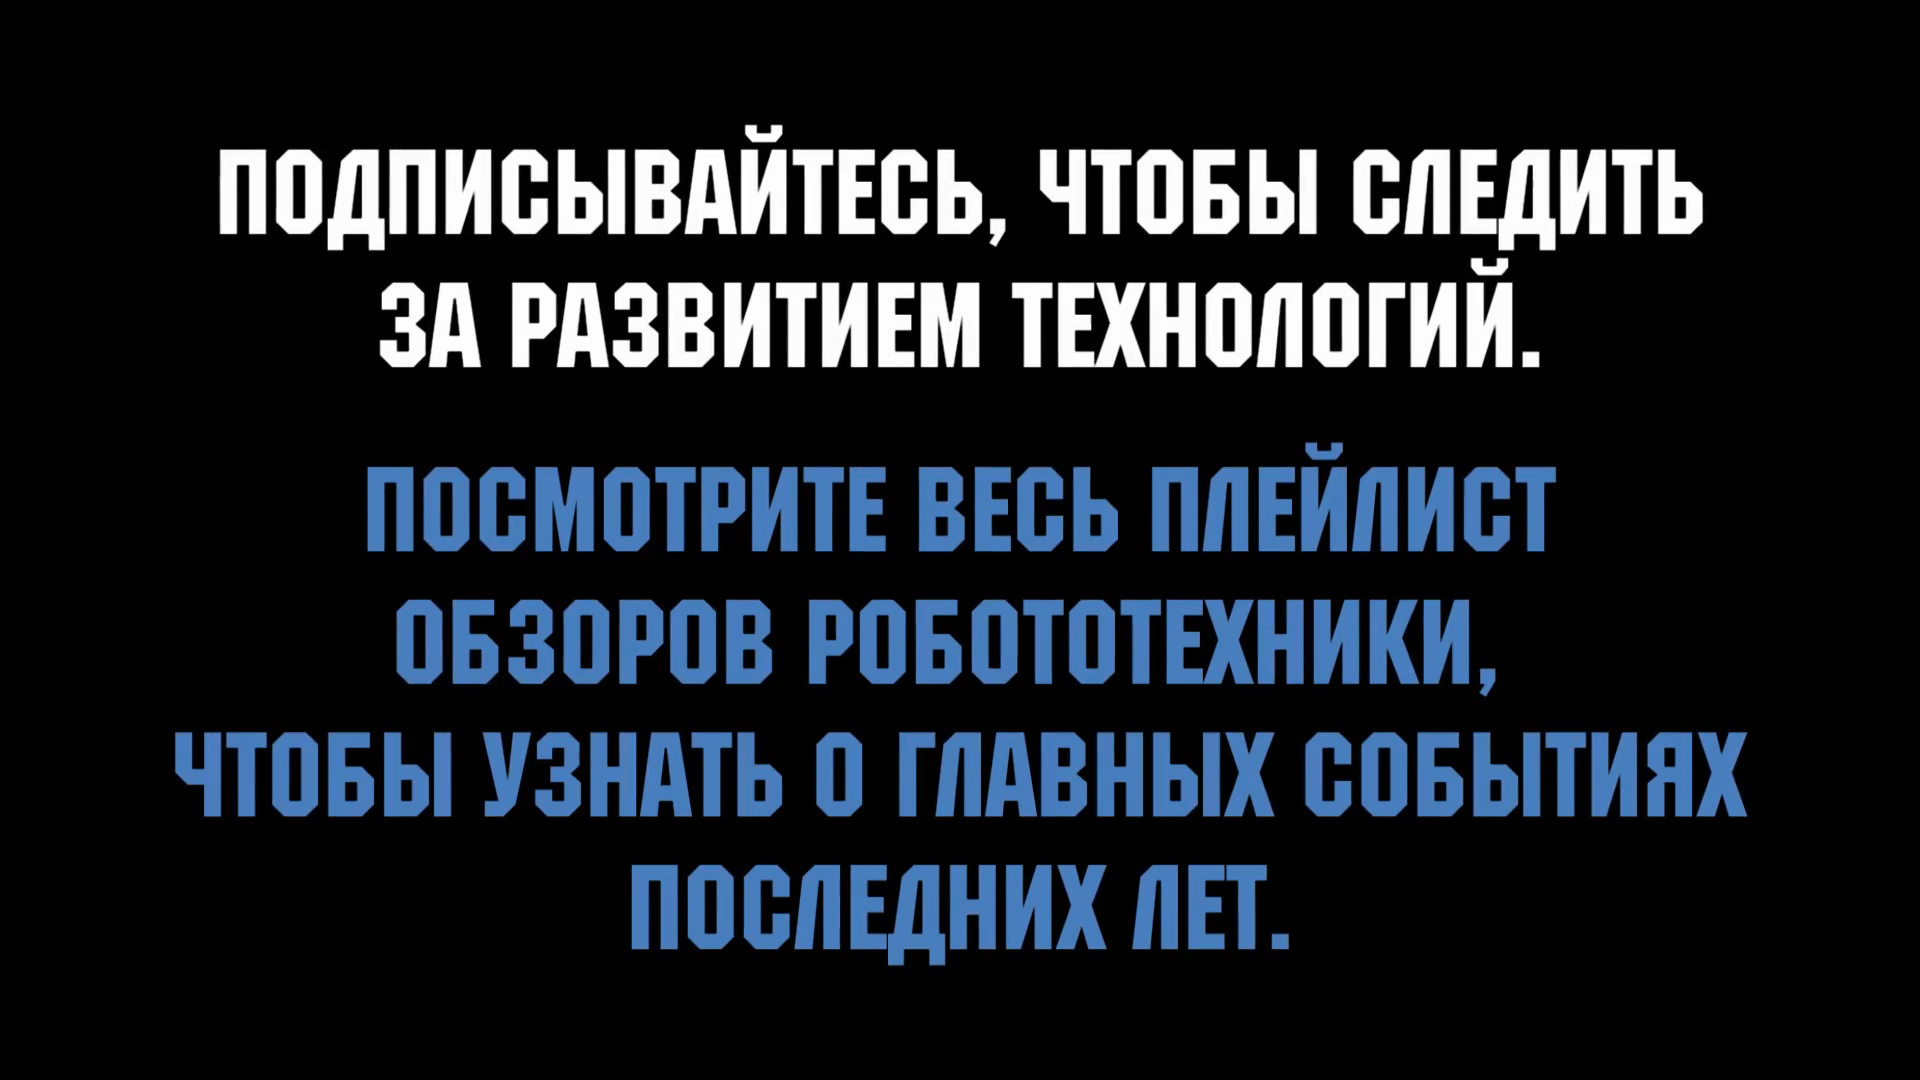 ПОДПИСЫВАЙТЕСЬ, ЧТОБЫ СЛЕДИТЬ
ЗА РАЗВИТИЕМ ТЕХНОЛОГИЙ.
ПОСМОТРИТЕ ВЕСЬ ПЛЕЙЛИСТ
ОБЗОРОВ РОБОТОТЕХНИКИ,
ЧТОБЫ УЗНАТЬ О ГЛАВНЫХ СОБЫТИЯХ
ПОСЛЕДНИХ ЛЕТ.